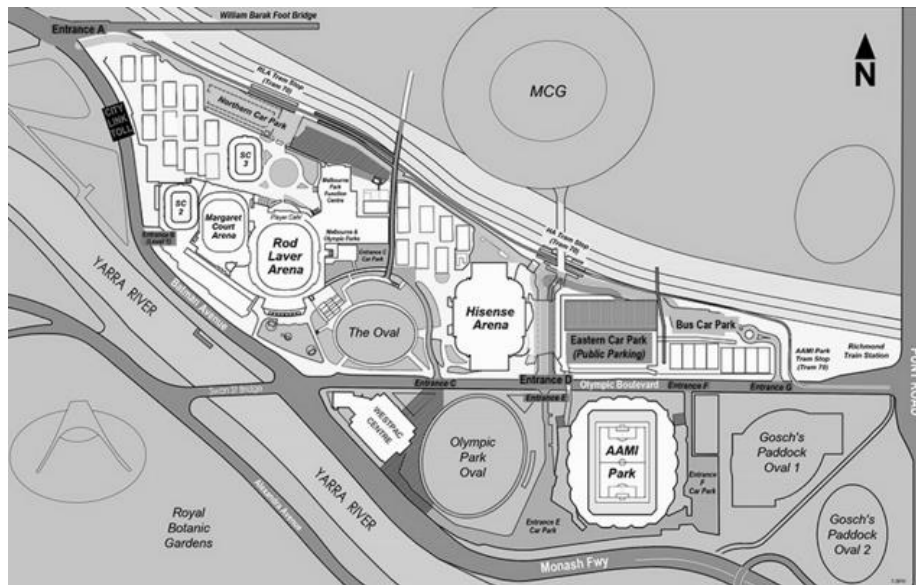 William Barak Foot Bridge
Entrance A
N
RLA Tram Stop
(Tram 70)
MCG
Northern Car Park
CITY
LINK
TOLL
SC
3
Melbourne
Park
Function
Centre
SC
2
Margaret
Court
Arena
Player Café
Rod
Laver
Arena
Melbourne &
Olympic Parks
Entrance C
Car Park
Entrance B
(Level 1)
HA Tram Stop
(Tram 70)
YARRA RIVER
Batman Avenue
The Oval
Hisense
Arena
Eastern Car Park
(Public Parking)
Bus Car Park
AAMI Park
Tram Stop
(Tram 70)
Richmond
Train Station
PUNT ROAD
Swan St Bridge
Entrance C
Entrance D
Olympic Boulevard
Entrance F
Entrance G
Entrance E
WESTPAC
CENTRE
Olympic
Park
Oval
AAMI
Park
Gosch's
Paddock
Oval 1
Entrance
F
Car Park
YARRA RIVER
Alexandra Avenue
Royal
Botanic
Gardens
Entrance E
Car Park
Gosch's
Paddock
Oval 2
Monash Fwy